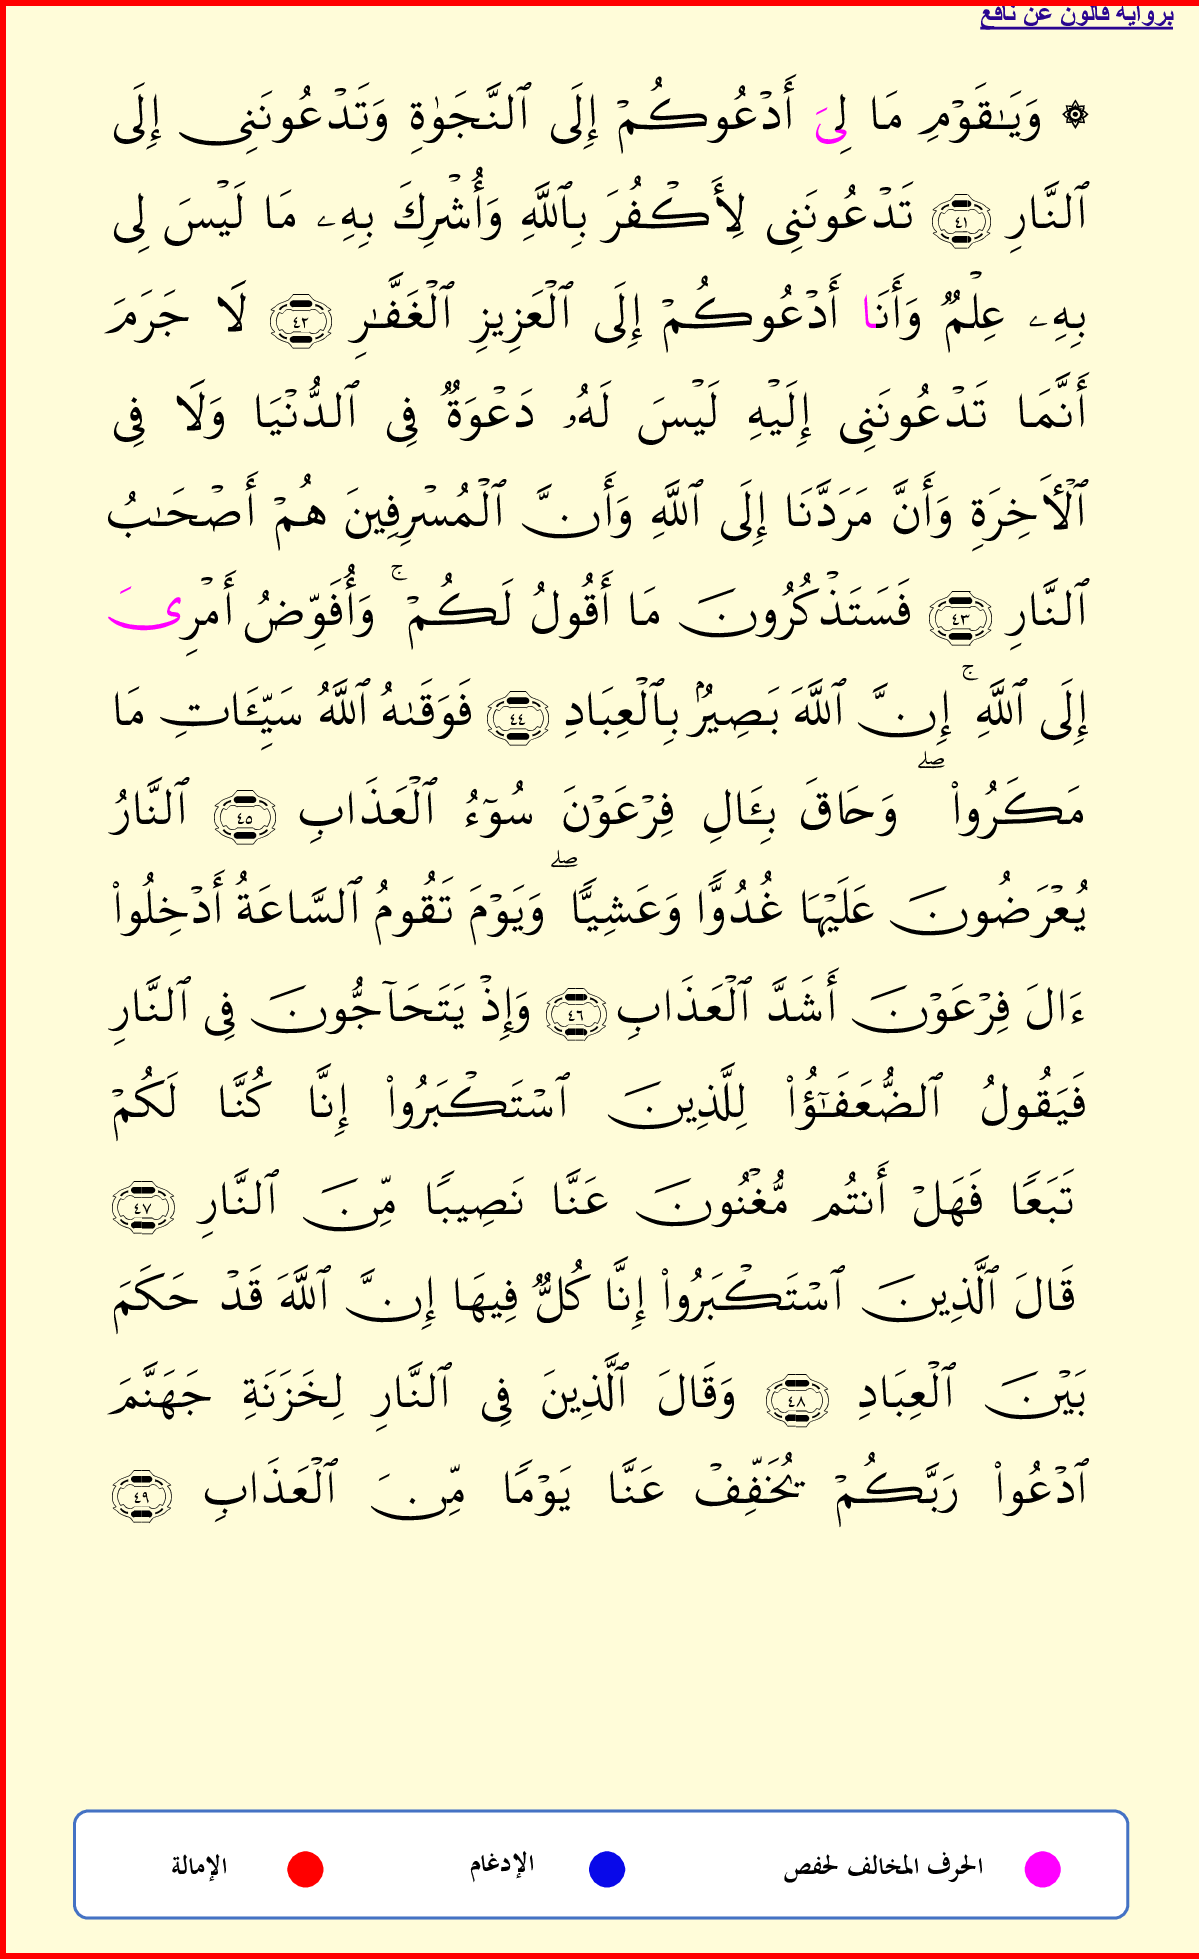 برواية قالون عن نافع
۞ وَيَٰقَوْمِ مَا لِيَ أَدْعُوكُمْ إِلَى ٱلنَّجَوٰةِ وَتَدْعُونَنِى إِلَى
ٱلنَّارِ ٤١ تَدْعُونَنِى لِأَكْفُرَ بِٱللَّهِ وَأُشْرِكَ بِهِۦ مَا لَيْسَ لِى
بِهِۦ عِلْمٌ وَأَنَا أَدْعُوكُمْ إِلَى ٱلْعَزِيزِ ٱلْغَفَّٰرِ ٤٢ لَا جَرَمَ
أَنَّمَا تَدْعُونَنِى إِلَيْهِ لَيْسَ لَهُۥ دَعْوَةٌ فِى ٱلدُّنْيَا وَلَا فِى
ٱلْأَخِرَةِ وَأَنَّ مَرَدَّنَا إِلَى ٱللَّهِ وَأَنَّ ٱلْمُسْرِفِينَ هُمْ أَصْحَٰبُ
ٱلنَّارِ ٤٣ فَسَتَذْكُرُونَ مَا أَقُولُ لَكُمْۚ وَأُفَوِّضُ أَمْرِىَ
إِلَى ٱللَّهِۚ إِنَّ ٱللَّهَ بَصِيرٌۢ بِٱلْعِبَادِ ٤٤ فَوَقَىٰهُ ٱللَّهُ سَيِّـَٔاتِ مَا
مَكَرُوا۟ۖ وَحَاقَ بِـَٔالِ فِرْعَوْنَ سُوٓءُ ٱلْعَذَابِ ٤٥ ٱلنَّارُ
يُعْرَضُونَ عَلَيْهَا غُدُوًّا وَعَشِيًّاۖ وَيَوْمَ تَقُومُ ٱلسَّاعَةُ أَدْخِلُوا۟
ءَالَ فِرْعَوْنَ أَشَدَّ ٱلْعَذَابِ ٤٦ وَإِذْ يَتَحَآجُّونَ فِى ٱلنَّارِ
فَيَقُولُ ٱلضُّعَفَٰٓؤُا۟ لِلَّذِينَ ٱسْتَكْبَرُوا۟ إِنَّا كُنَّا لَكُمْ
تَبَعًا فَهَلْ أَنتُم مُّغْنُونَ عَنَّا نَصِيبًا مِّنَ ٱلنَّارِ ٤٧
قَالَ ٱلَّذِينَ ٱسْتَكْبَرُوا۟ إِنَّا كُلٌّ فِيهَا إِنَّ ٱللَّهَ قَدْ حَكَمَ
بَيْنَ ٱلْعِبَادِ ٤٨ وَقَالَ ٱلَّذِينَ فِى ٱلنَّارِ لِخَزَنَةِ جَهَنَّمَ
ٱدْعُوا۟ رَبَّكُمْ يُخَفِّفْ عَنَّا يَوْمًا مِّنَ ٱلْعَذَابِ ٤٩
الحرف المخالف لحفص الإدغام الإمالة